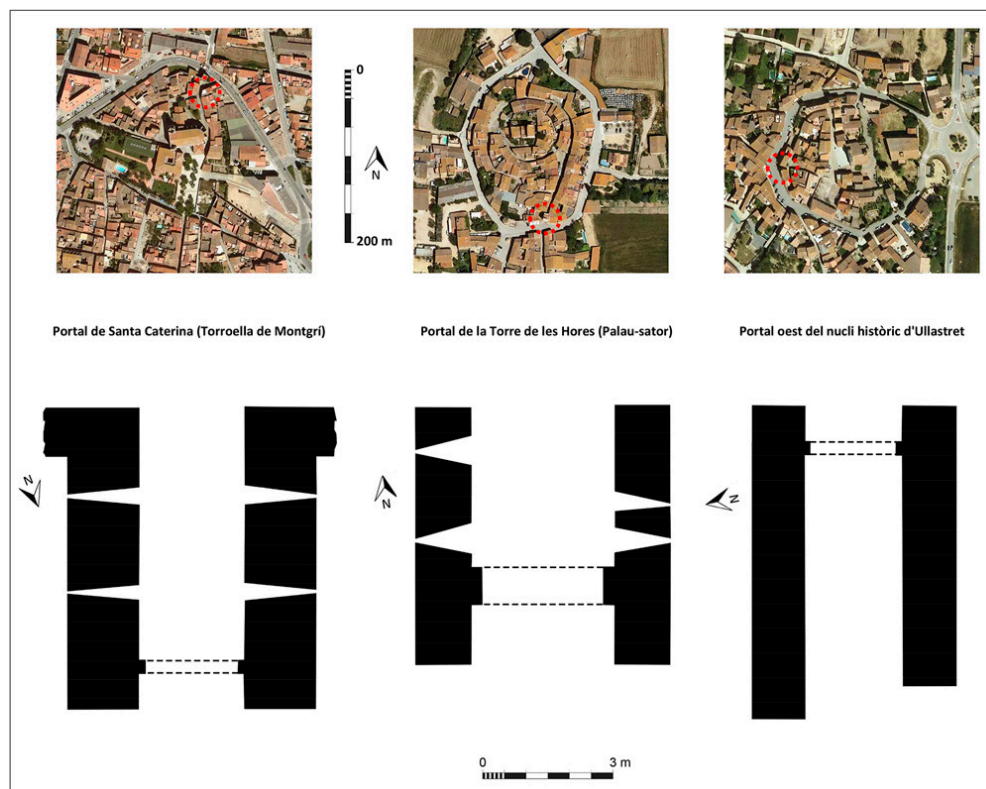 0
N
200 m
Portal de Santa Caterina (Torroella de Montgrí)
Portal de la Torre de les Hores (Palau-sator)
Portal oest del nucli històric d'Ullastret
N
N
N
0
3 m